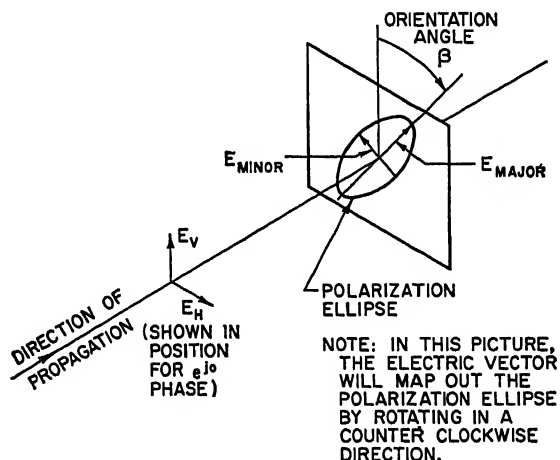 ORIENTATION
ANGLE
β
E MINOR
E MAJOR
E V
E H
(SHOWN IN
POSITION
FOR e^jo
PHASE)
DIRECTION OF
PROPAGATION
POLARIZATION
ELLIPSE
NOTE: IN THIS PICTURE,
THE ELECTRIC VECTOR
WILL MAP OUT THE
POLARIZATION ELLIPSE
BY ROTATING IN A
COUNTER CLOCKWISE
DIRECTION.